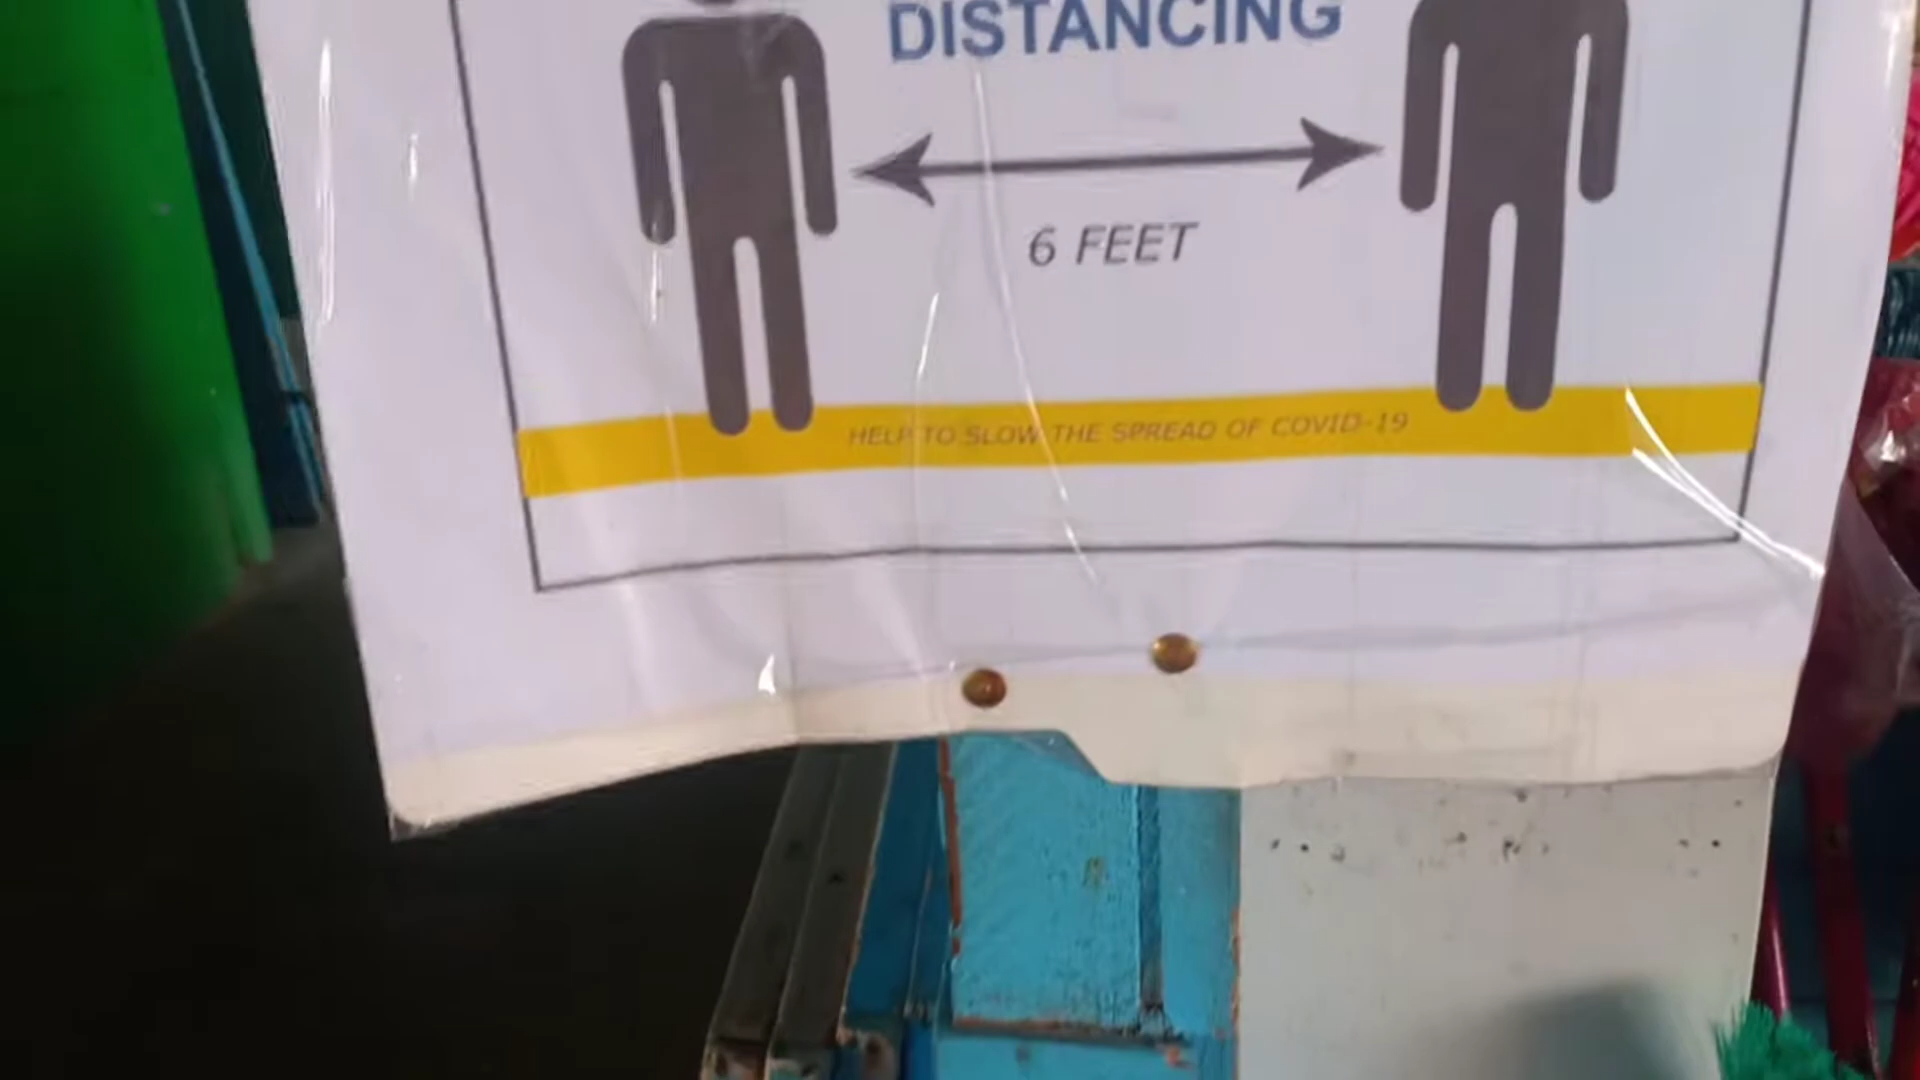 DISTANCING
6 FEET
HELP TO SLOW THE SPREAD OF COVID-19